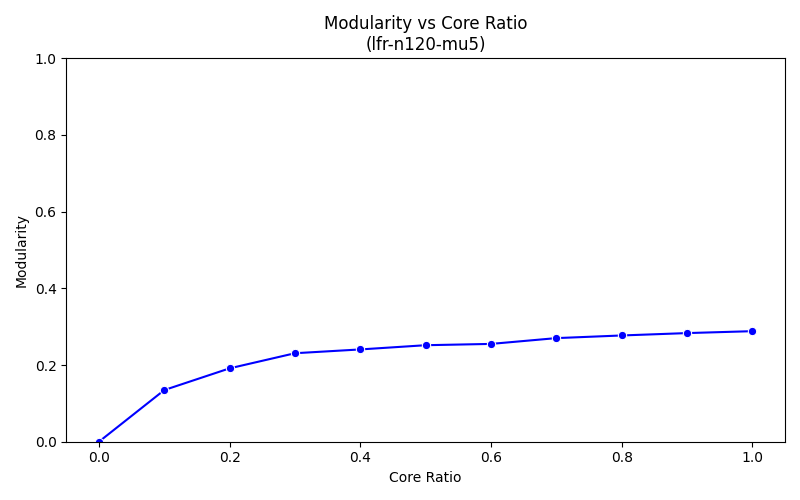 Modularity vs Core Ratio
(lfr-n120-mu5)
1.0
0.8
0.6
0.4
0.2
0.0
Modularity
0.0 0.2 0.4 0.6 0.8 1.0
Core Ratio